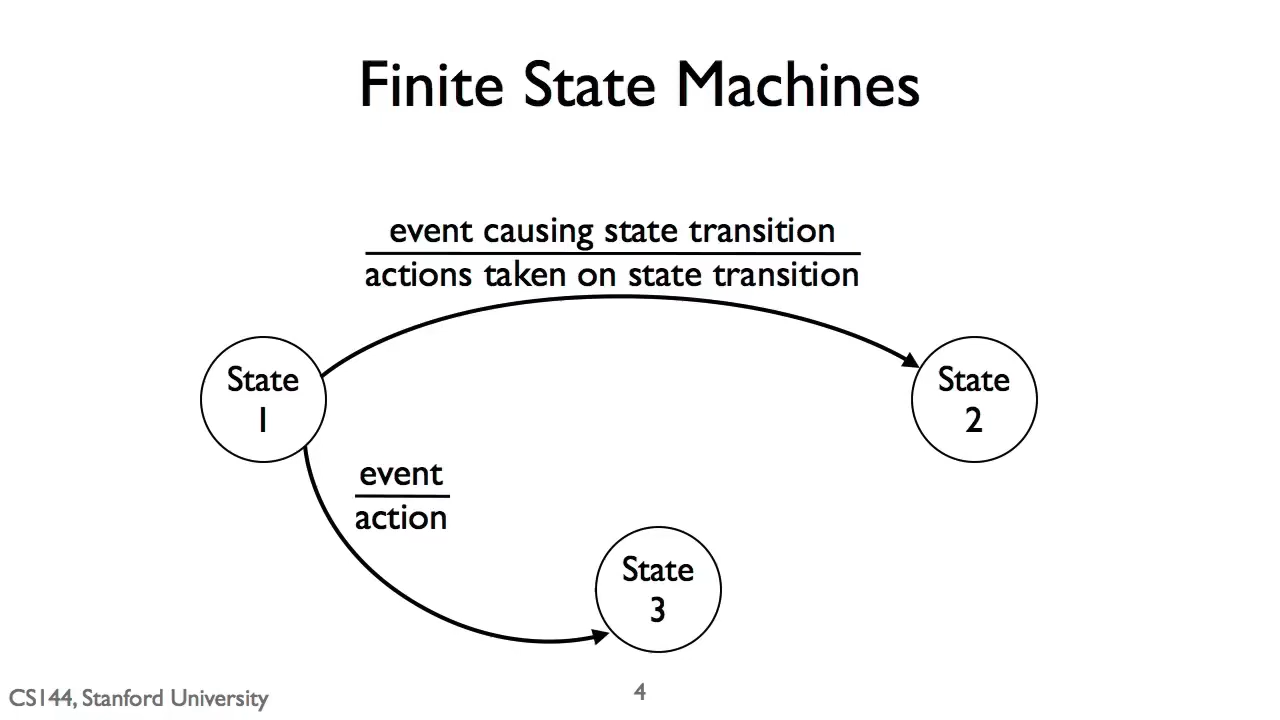 Finite State Machines
event causing state transition
actions taken on state transition
State
1
State
2
event
action
State
3
CS144, Stanford University
4